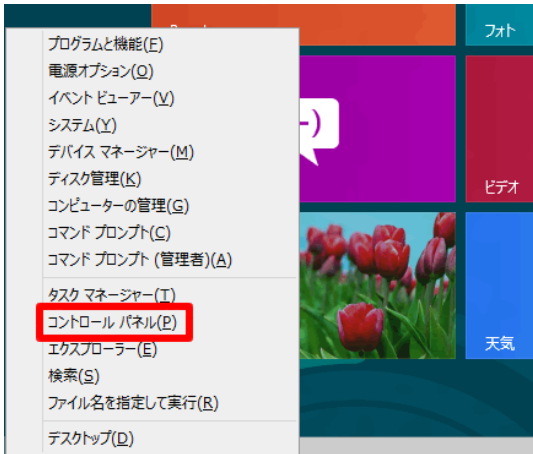 プログラムと機能(F)
電源オプション(O)
イベント ビューアー(V)
システム(Y)
デバイス マネージャー(M)
ディスク管理(K)
コンピューターの管理(G)
コマンド プロンプト(C)
コマンド プロンプト (管理者)(A)
タスク マネージャー(T)
コントロール パネル(P)
エクスプローラー(E)
検索(S)
ファイル名を指定して実行(R)
デスクトップ(D)
フォト
-)
ビデオ
天気